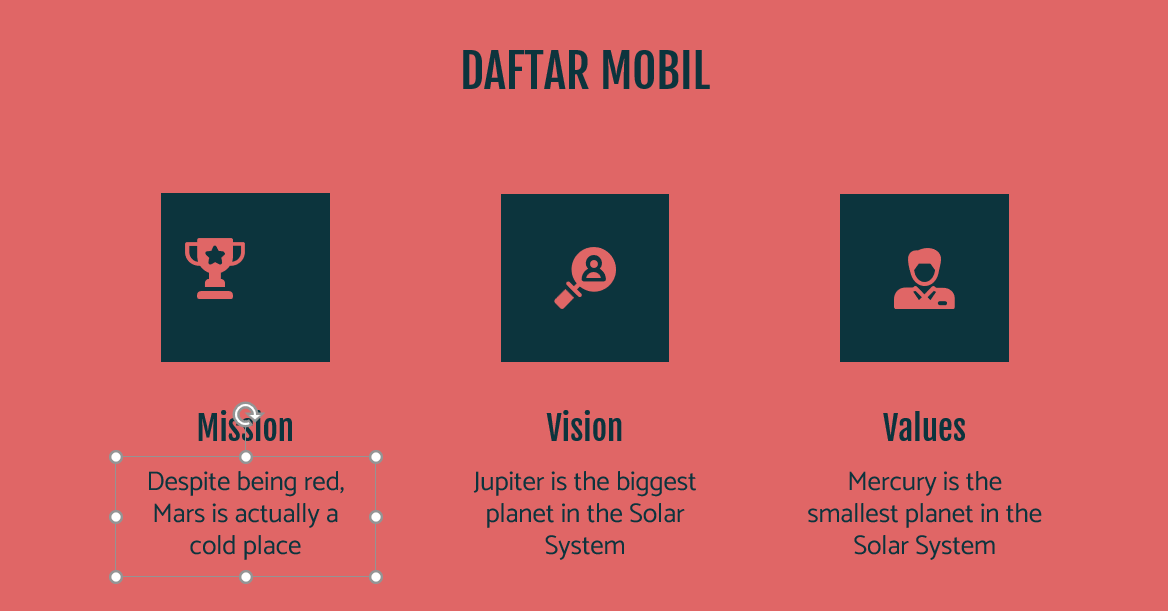 DAFTAR MOBIL
Mission
Despite being red,
Mars is actually a
cold place
Vision
Jupiter is the biggest
planet in the Solar
System
Values
Mercury is the
smallest planet in the
Solar System